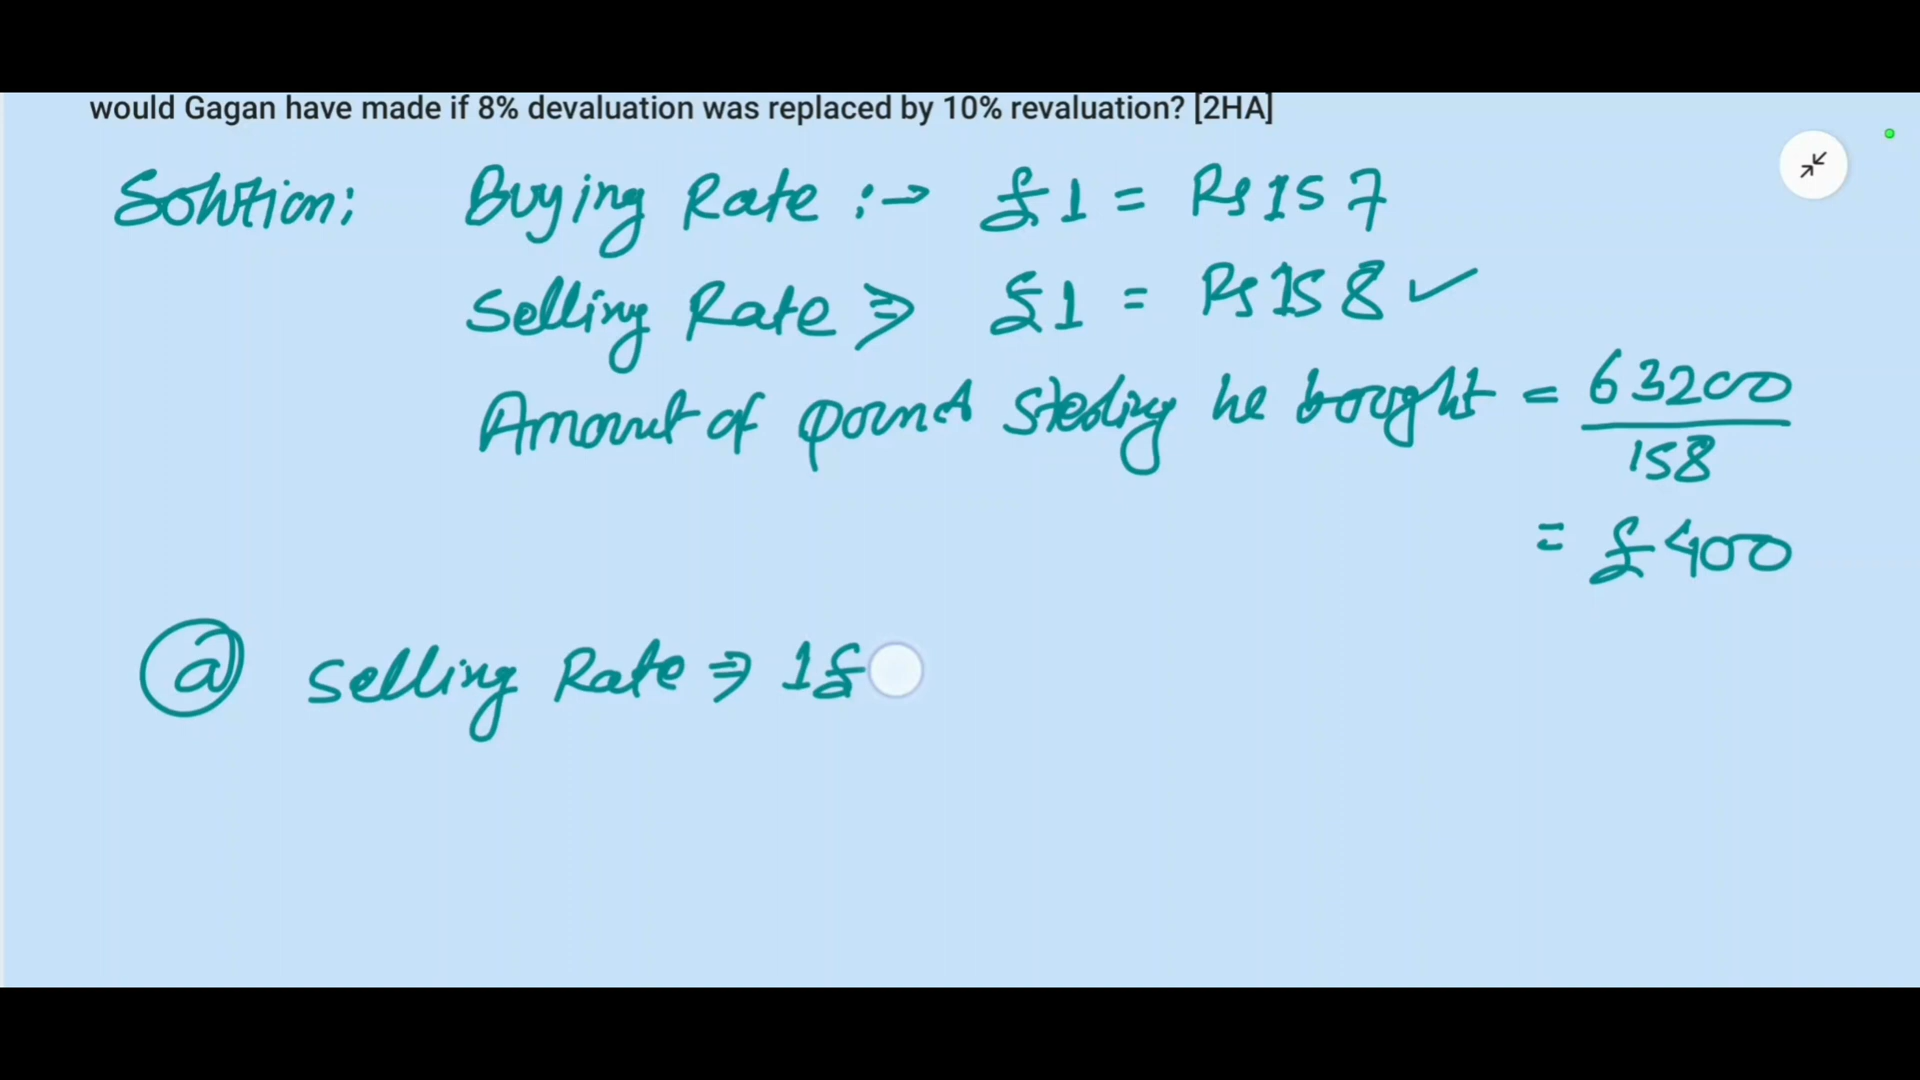 would Gagan have made if 8% devaluation was replaced by 10% revaluation? [2HA]
Solution: Buying Rate :→ £1 = Rs 157
Selling Rate ⇒ £1 = Rs 158 ✓
Amount of pound Sterling he bought = 63200
158
= £400
ⓐ Selling Rate ⇒ 1£